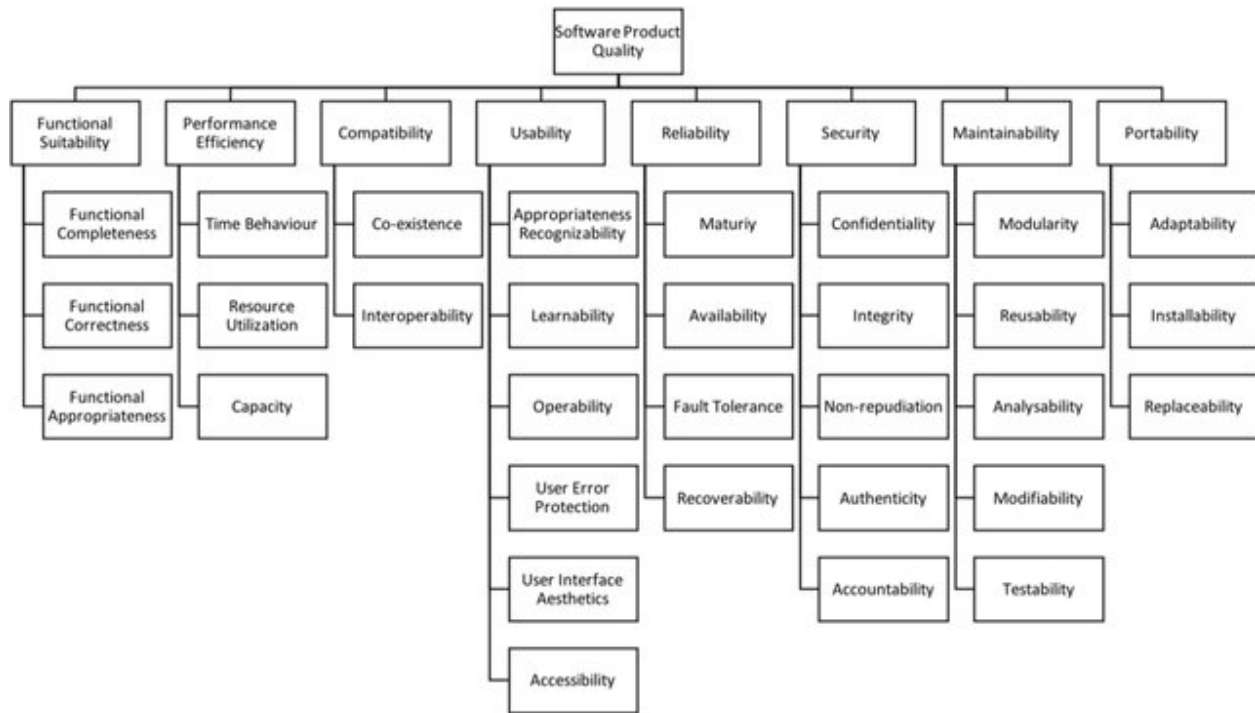 Software Product
Quality
Functional
Suitability
Performance
Efficiency
Compatibility
Usability
Reliability
Security
Maintainability
Portability
Functional
Completeness
Time Behaviour
Co-existence
Appropriateness
Recognizability
Maturiy
Confidentiality
Modularity
Adaptability
Functional
Correctness
Resource
Utilization
Interoperability
Learnability
Availability
Integrity
Reusability
Installability
Functional
Appropriateness
Capacity
Operability
Fault Tolerance
Non-repudiation
Analysability
Replaceability
User Error
Protection
Recoverability
Authenticity
Modifiability
User Interface
Aesthetics
Accountability
Testability
Accessibility